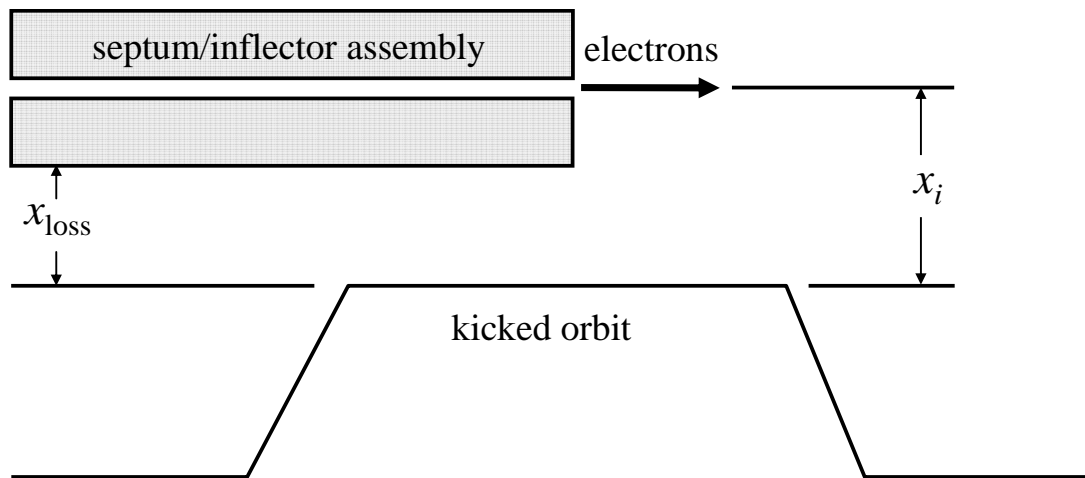 septum/inflector assembly
electrons
x_i
x_loss
kicked orbit